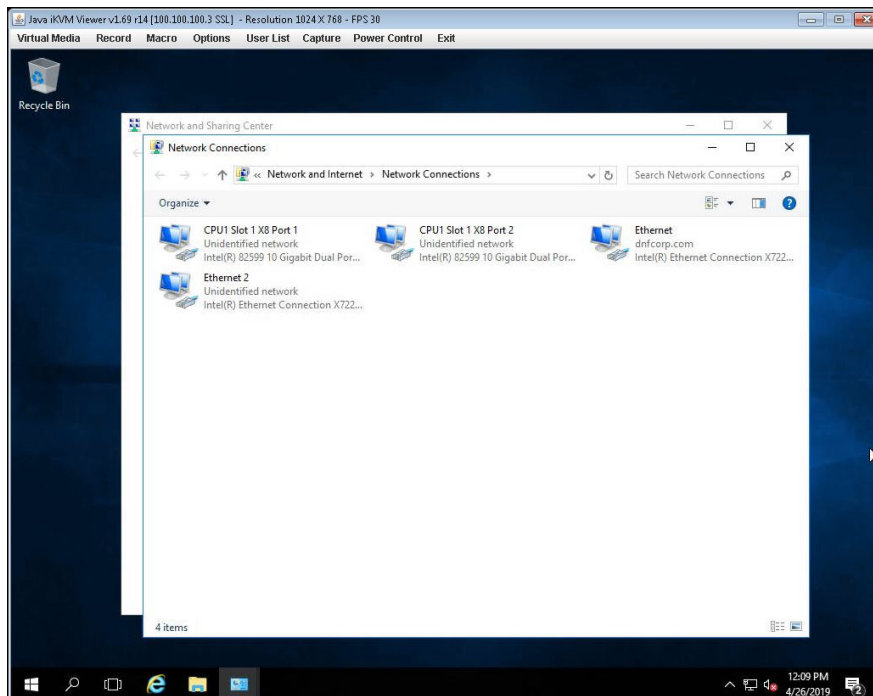 Java iKVM Viewer v1.69 r14 [100.100.100.3 SSL] - Resolution 1024 X 768 - FPS 30
Virtual Media Record Macro Options User List Capture Power Control Exit
Recycle Bin
Network and Sharing Center
Network Connections
« Network and Internet › Network Connections ›
Search Network Connections
Organize
CPU1 Slot 1 X8 Port 1
Unidentified network
Intel(R) 82599 10 Gigabit Dual Por...
CPU1 Slot 1 X8 Port 2
Unidentified network
Intel(R) 82599 10 Gigabit Dual Por...
Ethernet
dnfcorp.com
Intel(R) Ethernet Connection X722...
Ethernet 2
Unidentified network
Intel(R) Ethernet Connection X722...
4 items
12:09 PM
4/26/2019
2